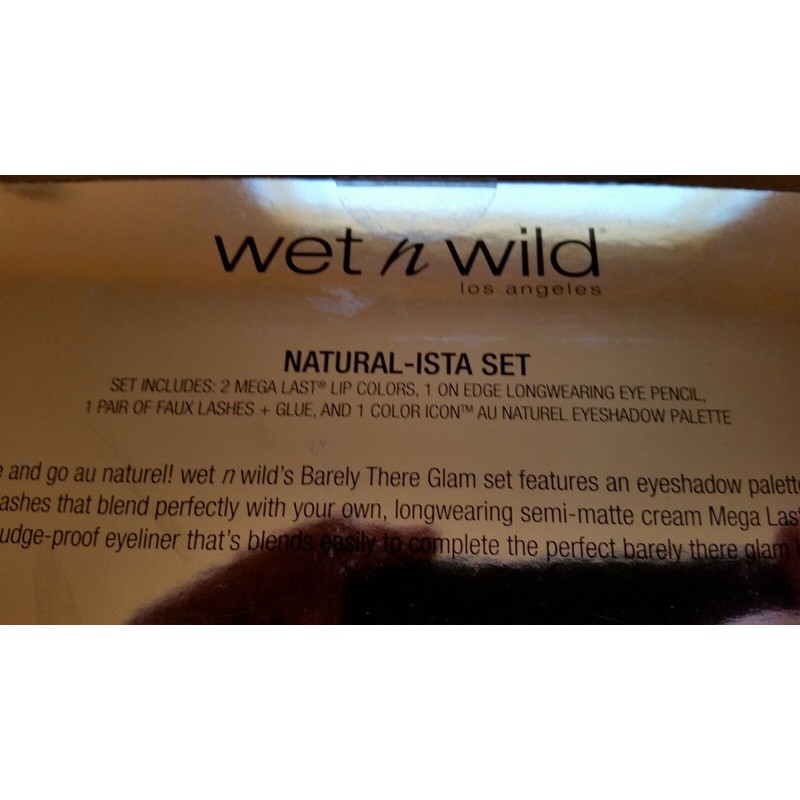 wet n wild®
los angeles
NATURAL-ISTA SET
SET INCLUDES: 2 MEGA LAST® LIP COLORS, 1 ON EDGE LONGWEARING EYE PENCIL,
1 PAIR OF FAUX LASHES + GLUE, AND 1 COLOR ICON™ AU NATUREL EYESHADOW PALETTE
and go au naturel! wet n wild's Barely There Glam set features an eyeshadow palette
ashes that blend perfectly with your own, longwearing semi-matte cream Mega Last
udge-proof eyeliner that's blends easily to complete the perfect barely there glam